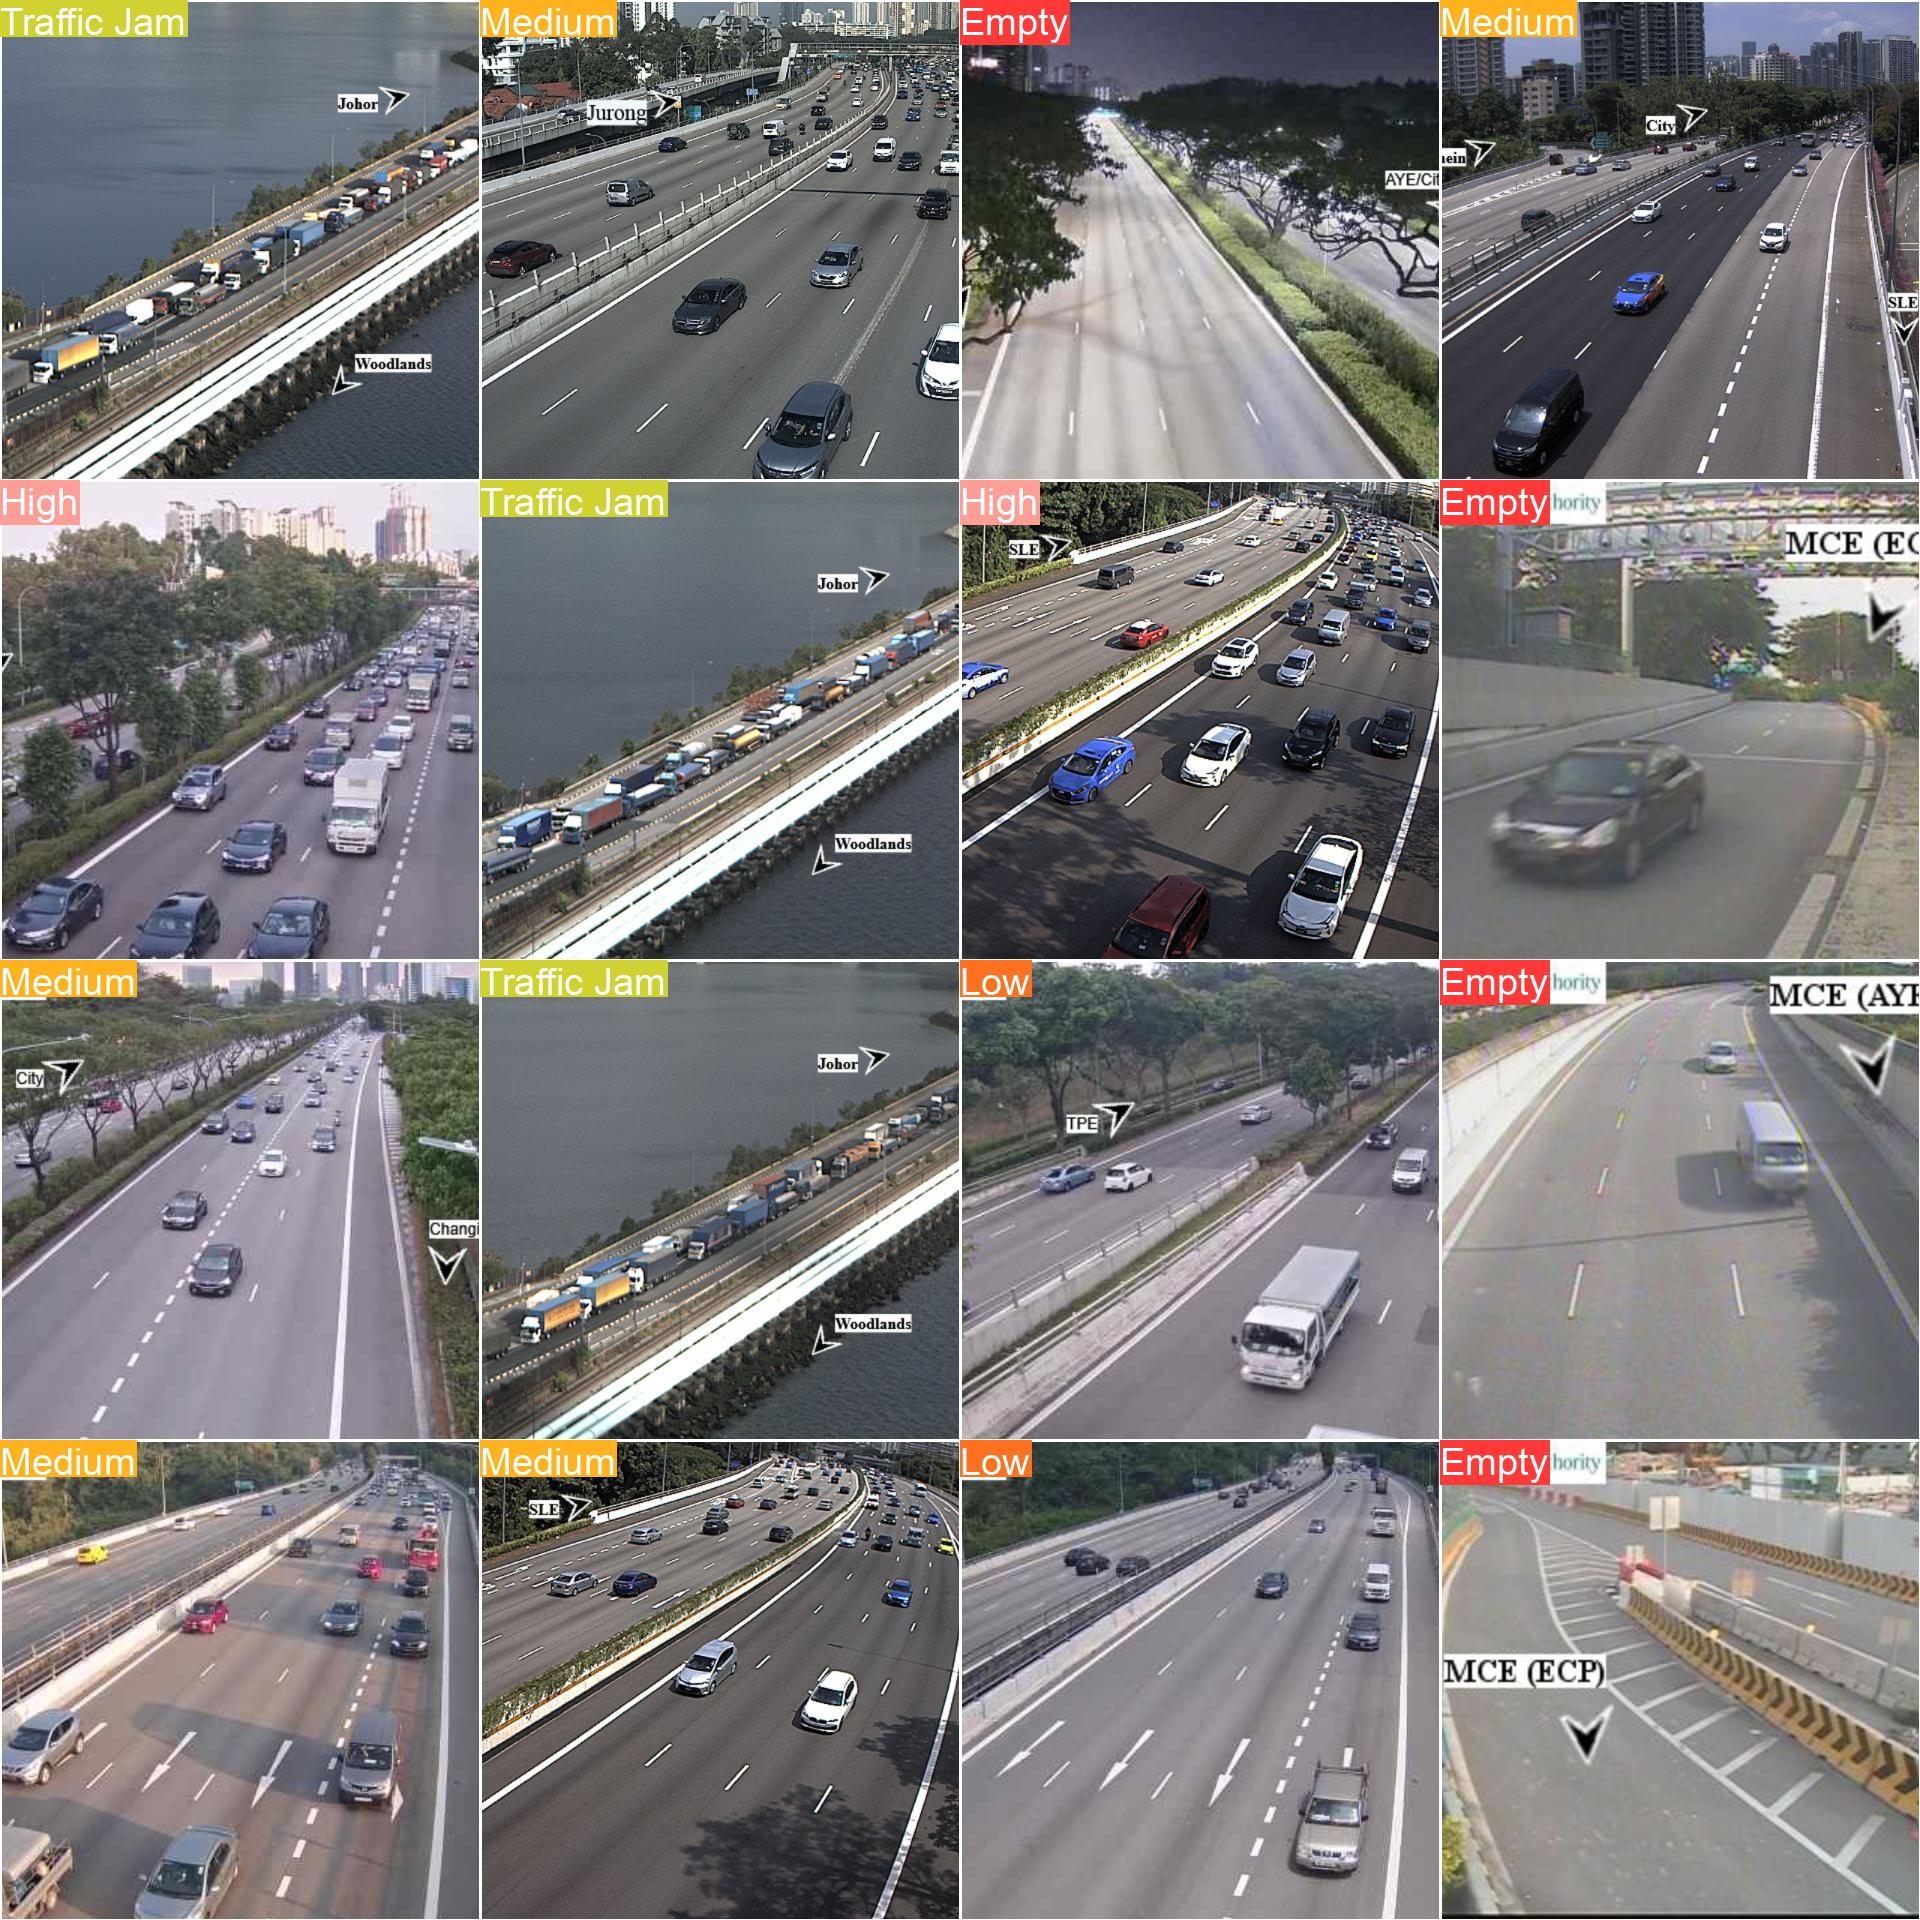 Traffic Jam
Johor
Woodlands
Medium
Jurong
Empty
AYE/Cit
Medium
City
nein
SLE
High
Traffic Jam
Johor
Woodlands
High
SLE
Empty
hority
MCE (EC
Medium
City
Changi
Traffic Jam
Johor
Woodlands
Low
TPE
Empty
hority
MCE (AYE
Medium
Medium
SLE
Low
Empty
hority
MCE (ECP)